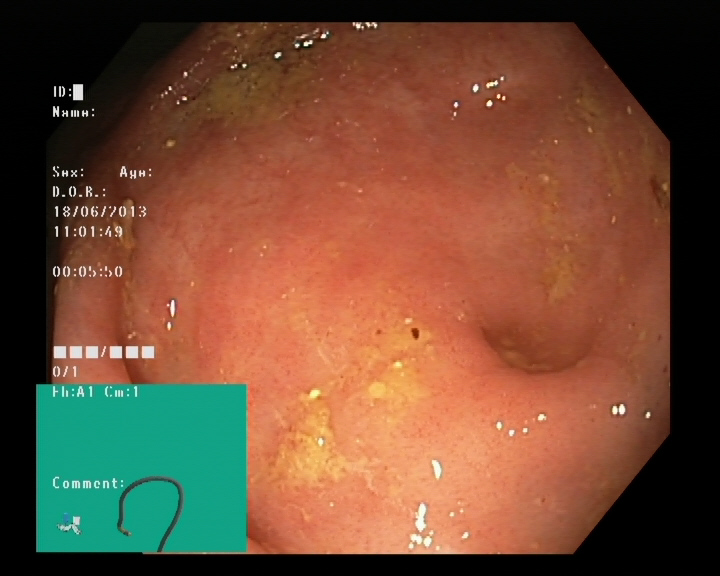 ID:
Name:
Sex: Age:
D.O.B.:
18/06/2013
11:01:49
00:05:50
/
0/1
Eh:A1 Cm:1
Comment: